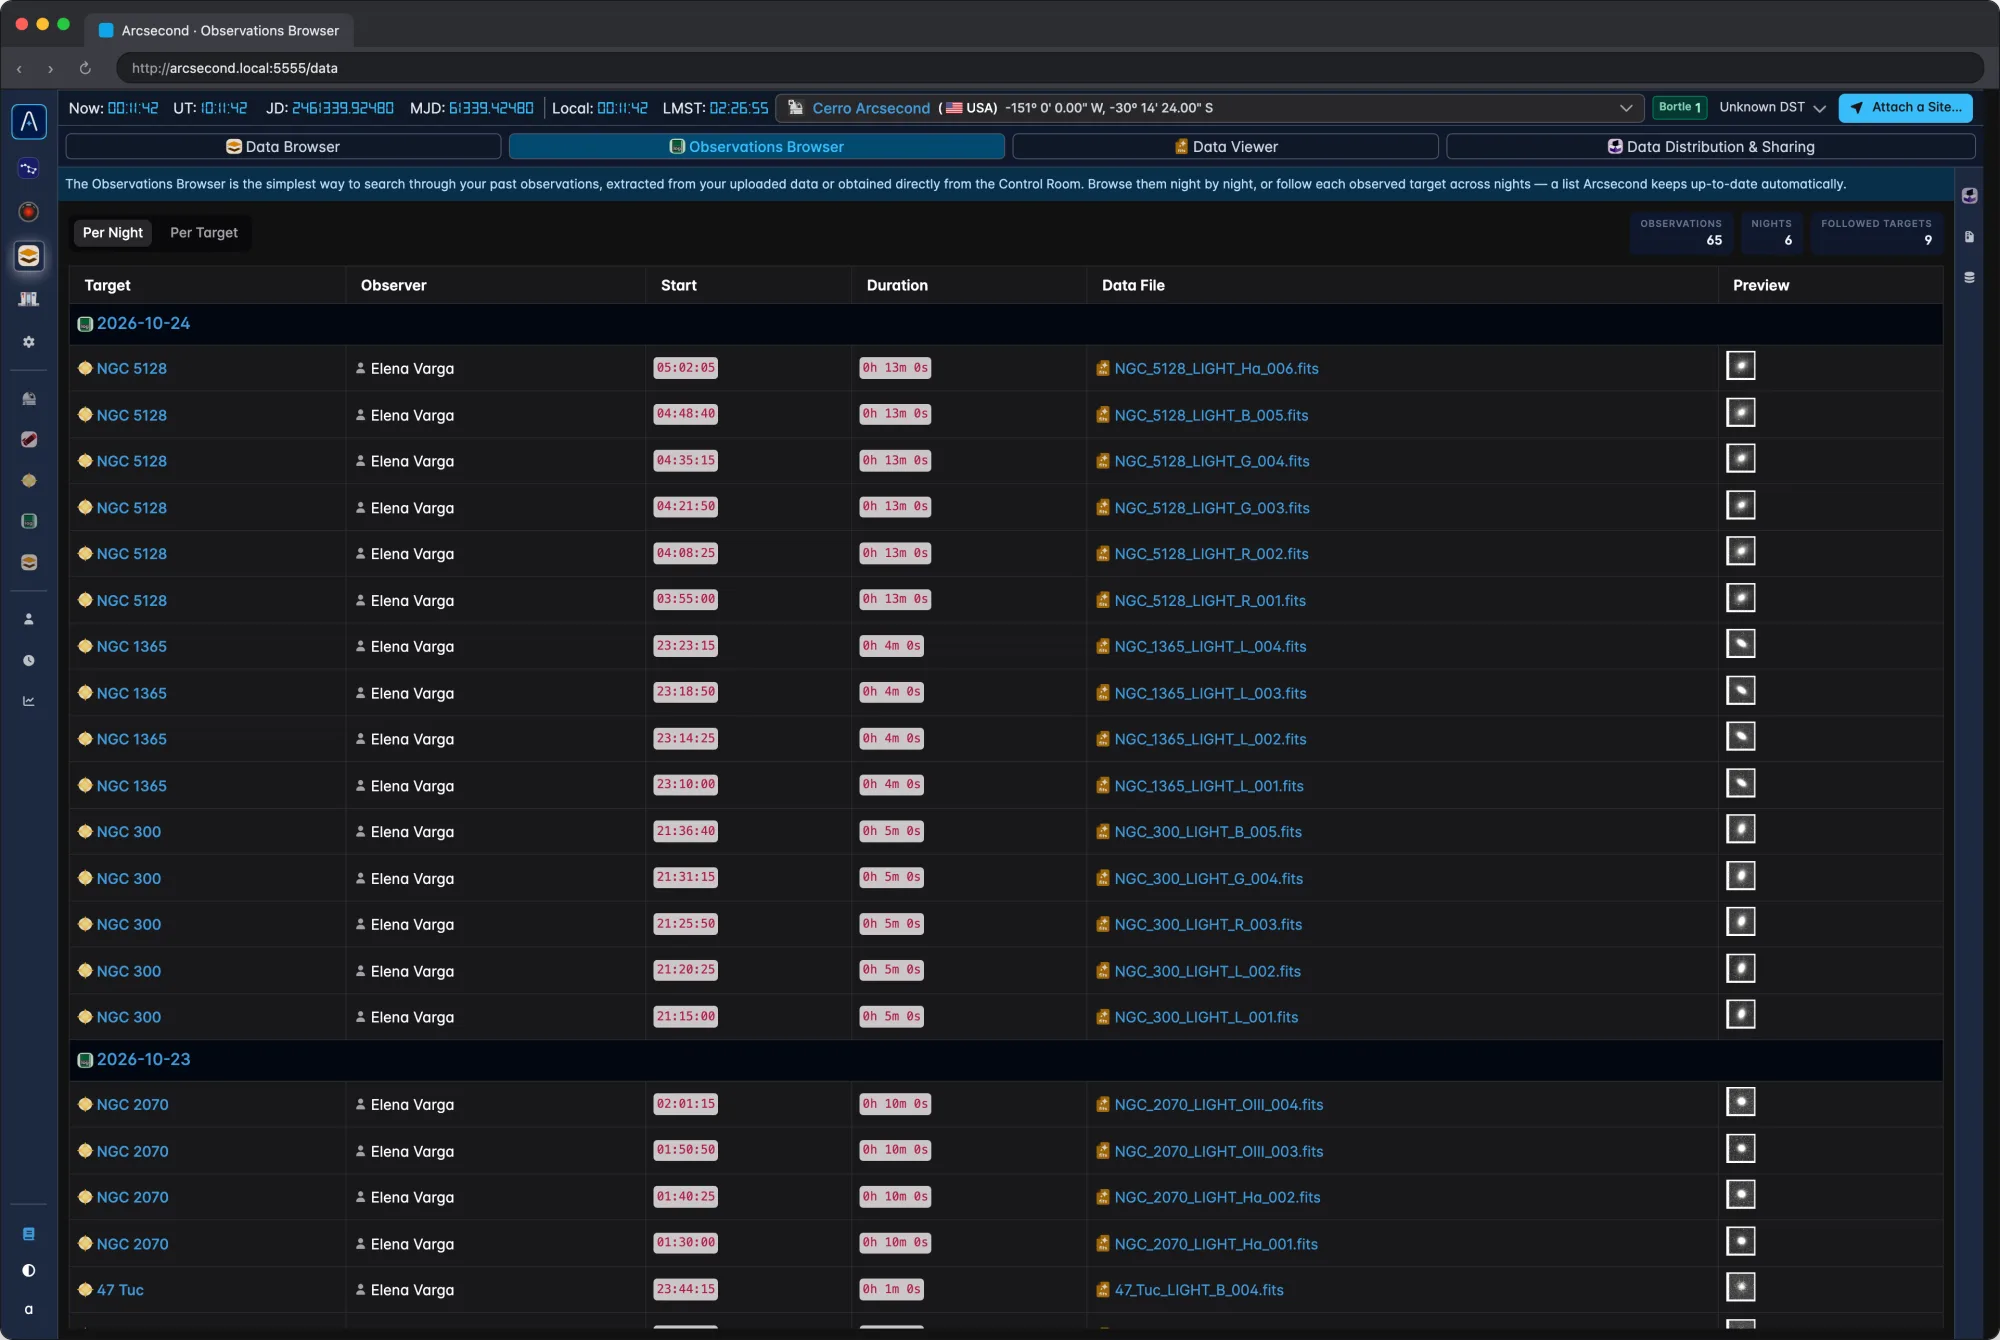 Arcsecond · Observations Browser
http://arcsecond.local:5555/data
Now: 00:11:42 UT: 10:11:42 JD: 2461339.92480 MJD: 61339.42480 Local: 00:11:42 LMST: 02:26:55 Cerro Arcsecond ( USA) -151º 0' 0.00" W, -30º 14' 24.00" S Bortle 1 Unknown DST Attach a Site...
Data Browser Observations Browser Data Viewer Data Distribution & Sharing
The Observations Browser is the simplest way to search through your past observations, extracted from your uploaded data or obtained directly from the Control Room. Browse them night by night, or follow each observed target across nights — a list Arcsecond keeps up-to-date automatically.
Per Night Per Target
OBSERVATIONS NIGHTS FOLLOWED TARGETS
65 6 9
Target Observer Start Duration Data File Preview
2026-10-24
NGC 5128 Elena Varga 05:02:05 0h 13m 0s NGC_5128_LIGHT_Ha_006.fits
NGC 5128 Elena Varga 04:48:40 0h 13m 0s NGC_5128_LIGHT_B_005.fits
NGC 5128 Elena Varga 04:35:15 0h 13m 0s NGC_5128_LIGHT_G_004.fits
NGC 5128 Elena Varga 04:21:50 0h 13m 0s NGC_5128_LIGHT_G_003.fits
NGC 5128 Elena Varga 04:08:25 0h 13m 0s NGC_5128_LIGHT_R_002.fits
NGC 5128 Elena Varga 03:55:00 0h 13m 0s NGC_5128_LIGHT_R_001.fits
NGC 1365 Elena Varga 23:23:15 0h 4m 0s NGC_1365_LIGHT_L_004.fits
NGC 1365 Elena Varga 23:18:50 0h 4m 0s NGC_1365_LIGHT_L_003.fits
NGC 1365 Elena Varga 23:14:25 0h 4m 0s NGC_1365_LIGHT_L_002.fits
NGC 1365 Elena Varga 23:10:00 0h 4m 0s NGC_1365_LIGHT_L_001.fits
NGC 300 Elena Varga 21:36:40 0h 5m 0s NGC_300_LIGHT_B_005.fits
NGC 300 Elena Varga 21:31:15 0h 5m 0s NGC_300_LIGHT_G_004.fits
NGC 300 Elena Varga 21:25:50 0h 5m 0s NGC_300_LIGHT_R_003.fits
NGC 300 Elena Varga 21:20:25 0h 5m 0s NGC_300_LIGHT_L_002.fits
NGC 300 Elena Varga 21:15:00 0h 5m 0s NGC_300_LIGHT_L_001.fits
2026-10-23
NGC 2070 Elena Varga 02:01:15 0h 10m 0s NGC_2070_LIGHT_OIII_004.fits
NGC 2070 Elena Varga 01:50:50 0h 10m 0s NGC_2070_LIGHT_OIII_003.fits
NGC 2070 Elena Varga 01:40:25 0h 10m 0s NGC_2070_LIGHT_Ha_002.fits
NGC 2070 Elena Varga 01:30:00 0h 10m 0s NGC_2070_LIGHT_Ha_001.fits
47 Tuc Elena Varga 23:44:15 0h 1m 0s 47_Tuc_LIGHT_B_004.fits
a